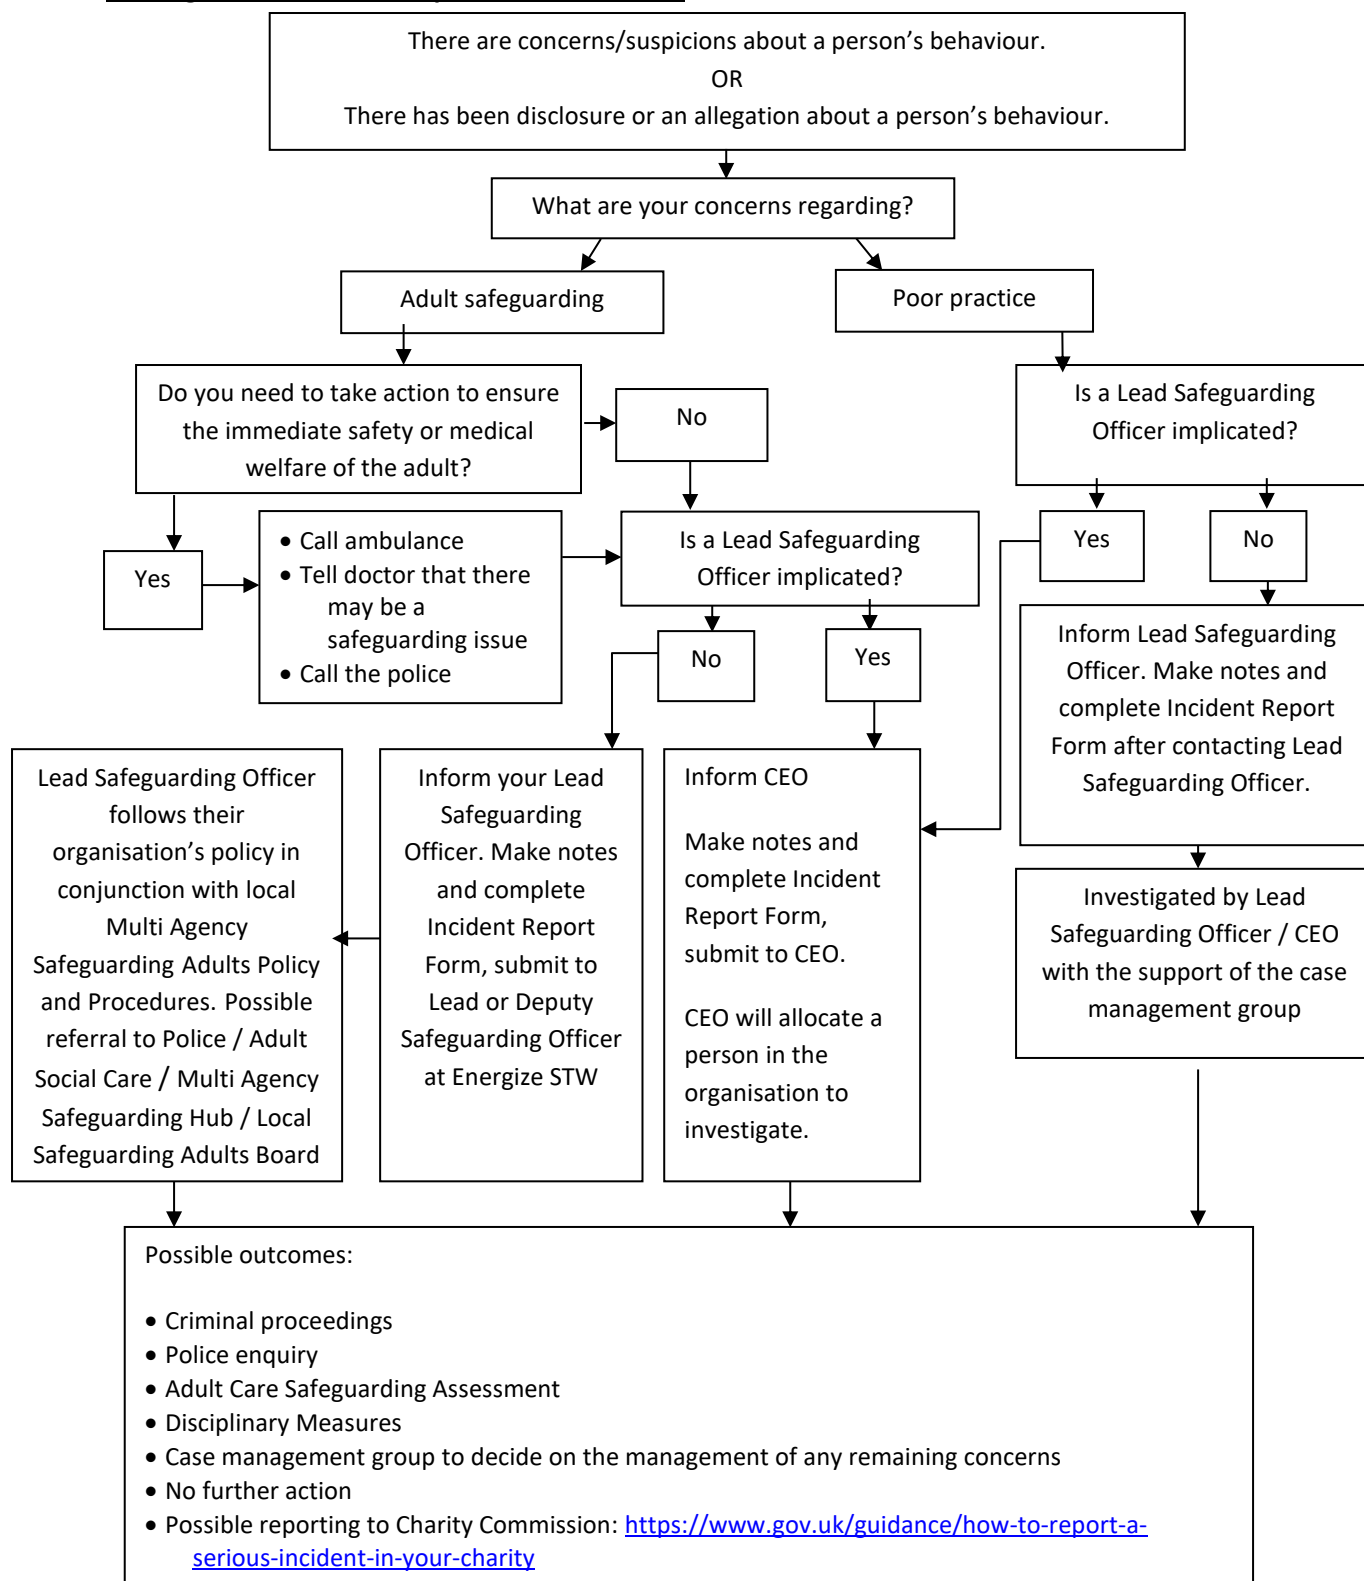 There are concerns/suspicions about a person’s behaviour.
OR
There has been disclosure or an allegation about a person’s behaviour.
What are your concerns regarding?
Adult safeguarding
Poor practice
Do you need to take action to ensure
the immediate safety or medical
welfare of the adult?
No
Is a Lead Safeguarding
Officer implicated?
Yes
• Call ambulance
• Tell doctor that there
may be a
safeguarding issue
• Call the police
Is a Lead Safeguarding
Officer implicated?
Yes
No
No
Yes
Inform Lead Safeguarding
Officer. Make notes and
complete Incident Report
Form after contacting Lead
Safeguarding Officer.
Lead Safeguarding Officer
follows their
organisation’s policy in
conjunction with local
Multi Agency
Safeguarding Adults Policy
and Procedures. Possible
referral to Police / Adult
Social Care / Multi Agency
Safeguarding Hub / Local
Safeguarding Adults Board
Inform your Lead
Safeguarding
Officer. Make notes
and complete
Incident Report
Form, submit to
Lead or Deputy
Safeguarding Officer
at Energize STW
Inform CEO
Make notes and
complete Incident
Report Form,
submit to CEO.
CEO will allocate a
person in the
organisation to
investigate.
Investigated by Lead
Safeguarding Officer / CEO
with the support of the case
management group
Possible outcomes:
• Criminal proceedings
• Police enquiry
• Adult Care Safeguarding Assessment
• Disciplinary Measures
• Case management group to decide on the management of any remaining concerns
• No further action
• Possible reporting to Charity Commission: https://www.gov.uk/guidance/how-to-report-a-
serious-incident-in-your-charity